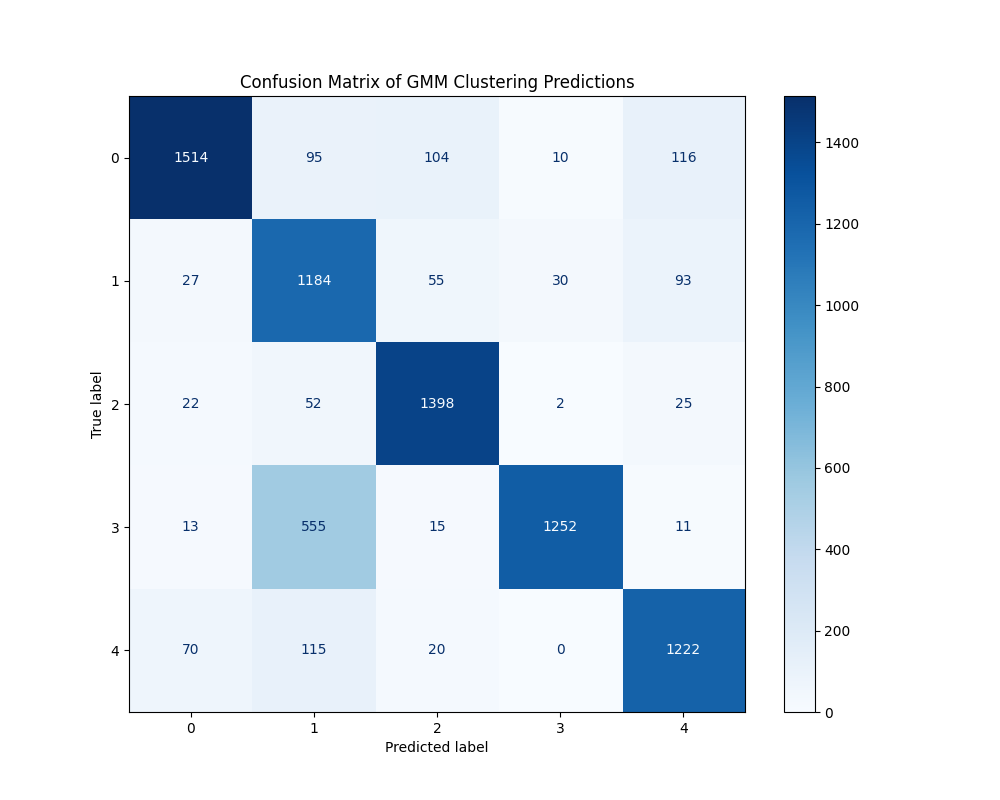 Confusion Matrix of GMM Clustering Predictions
0 1514 95 104 10 116
1 27 1184 55 30 93
2 22 52 1398 2 25
3 13 555 15 1252 11
4 70 115 20 0 1222
0 1 2 3 4
Predicted label
True label
1400
1200
1000
800
600
400
200
0